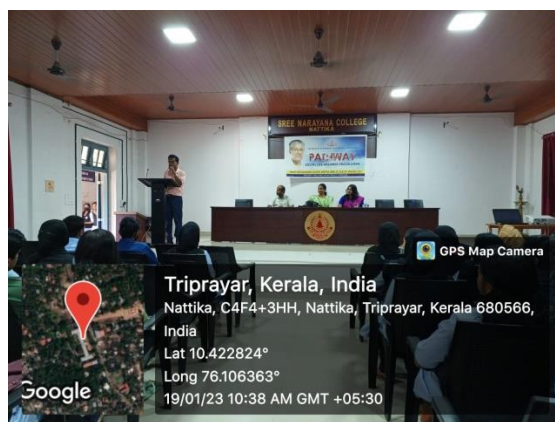 SREE NARAYANA COLLEGE
NATTIKA
PATHWAY
GPS Map Camera
Triprayar, Kerala, India
Nattika, C4F4+3HH, Nattika, Triprayar, Kerala 680566,
India
Lat 10.422824°
Long 76.106363°
19/01/23 10:38 AM GMT +05:30
Google